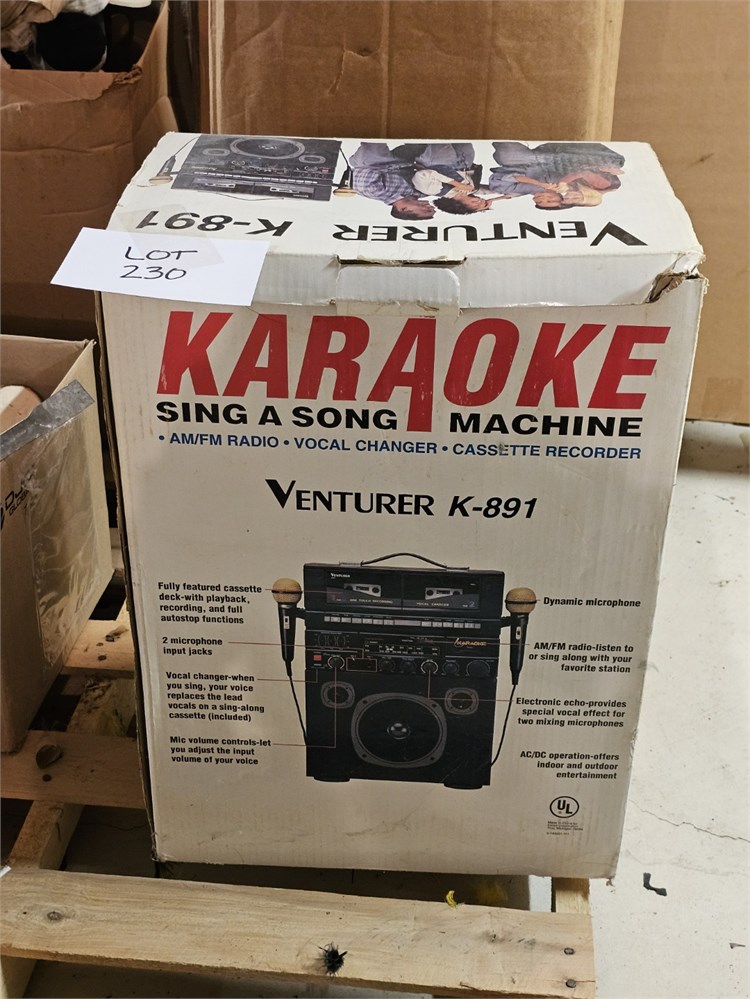 VENTURER K-891
LOT
230
KARAOKE
SING A SONG MACHINE
• AM/FM RADIO • VOCAL CHANGER • CASSETTE RECORDER
VENTURER K-891
Fully featured cassette
deck-with playback,
recording, and full
autostop functions
2 microphone
input jacks
Vocal changer-when
you sing, your voice
replaces the lead
vocals on a sing-along
cassette (included)
Mic volume controls-let
you adjust the input
volume of your voice
VENTURER
KARAOKE
Dynamic microphone
AM/FM radio-listen to
or sing along with your
favorite station
Electronic echo-provides
special vocal effect for
two mixing microphones
AC/DC operation-offers
indoor and outdoor
entertainment
UL